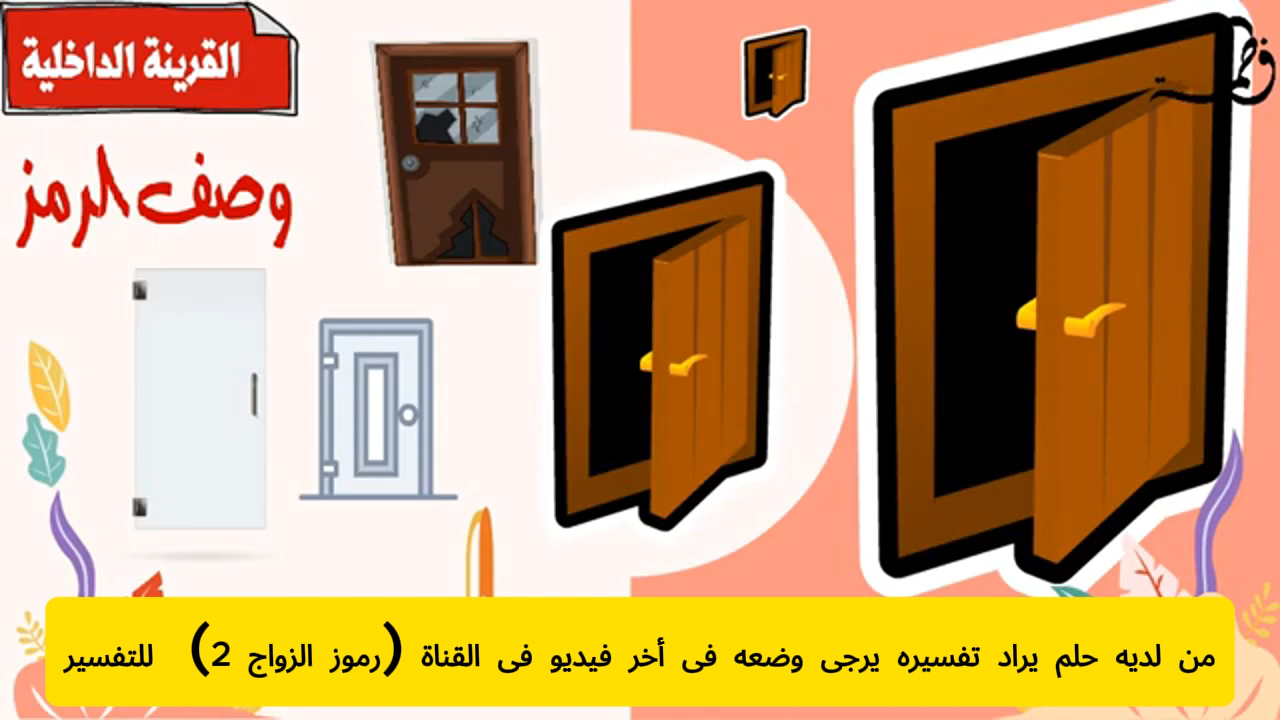 القرينة الداخلية
وصف الرمز
من لديه حلم يراد تفسيره يرجى وضعه فى أخر فيديو فى القناة (رموز الزواج 2) للتفسير